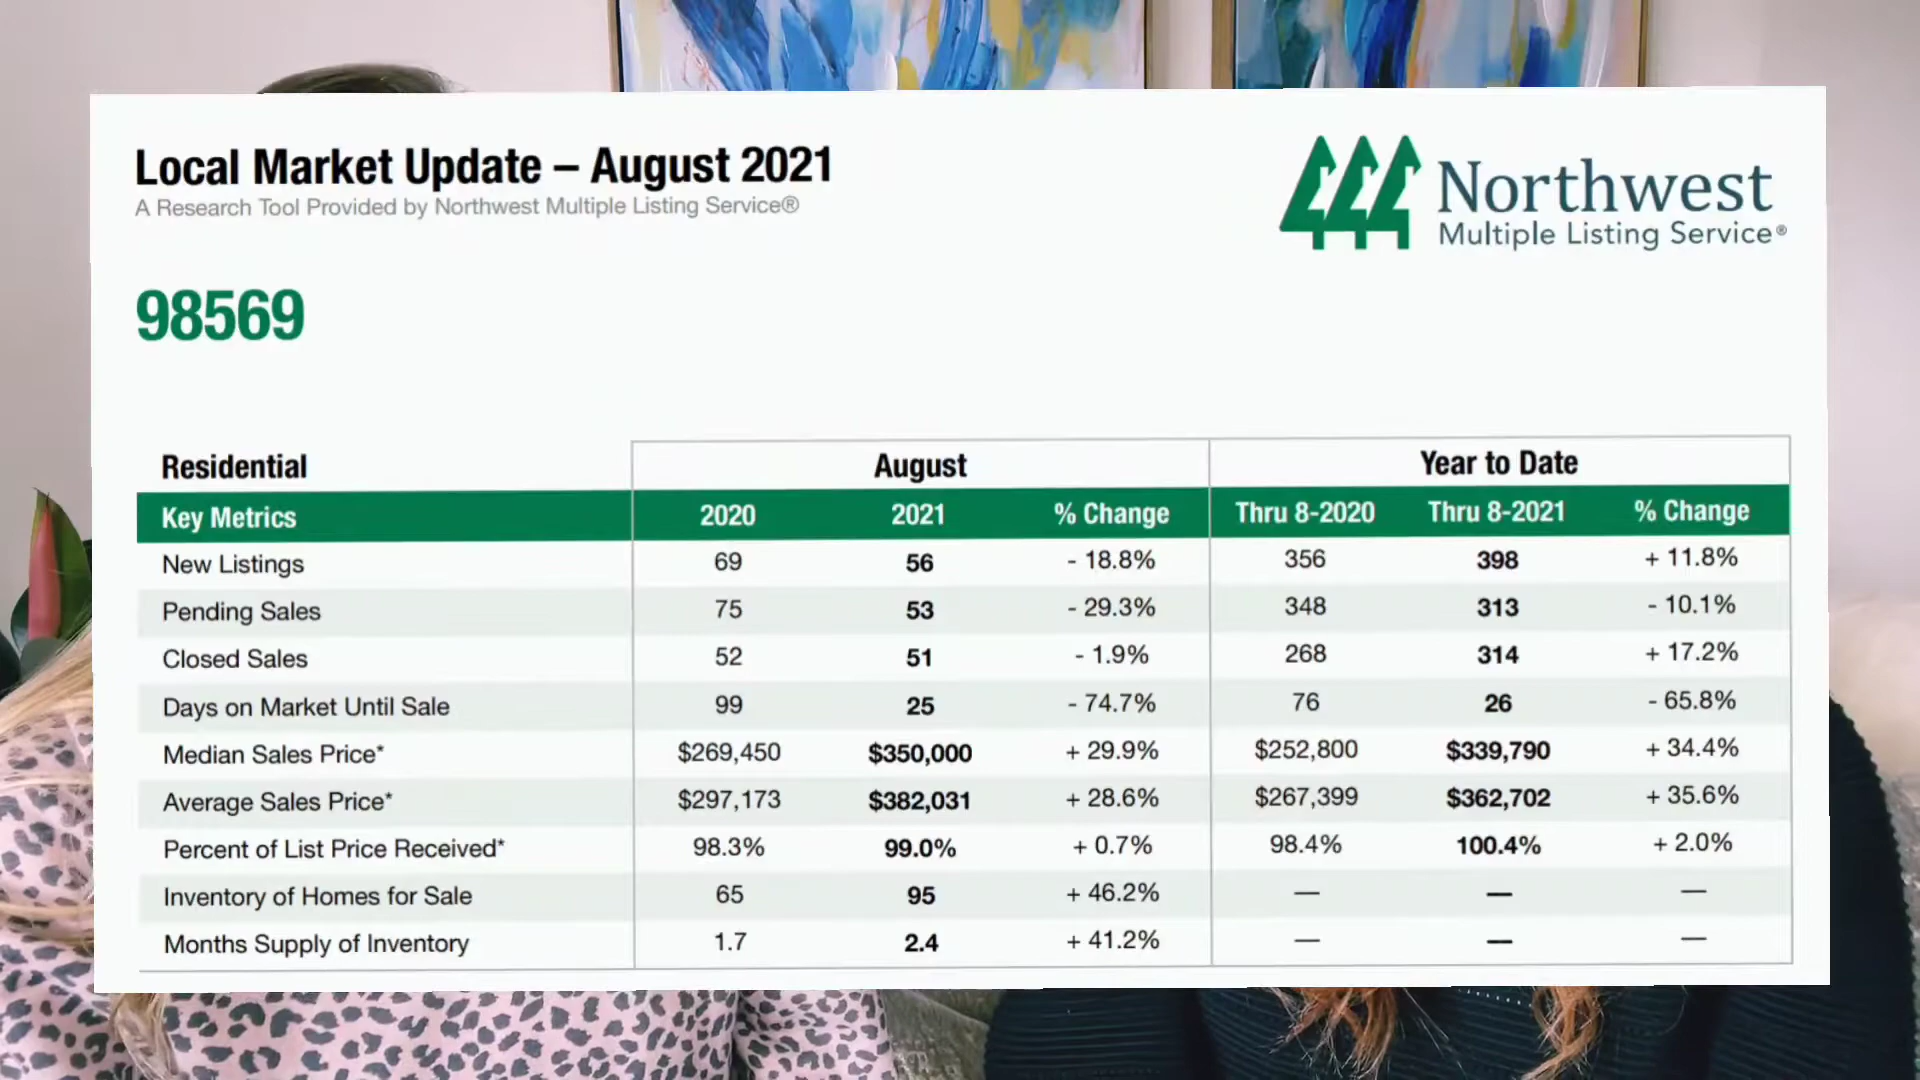 Local Market Update – August 2021
A Research Tool Provided by Northwest Multiple Listing Service®
Northwest
Multiple Listing Service®
98569
Residential August Year to Date
Key Metrics 2020 2021 % Change Thru 8-2020 Thru 8-2021 % Change
New Listings 69 56 - 18.8% 356 398 + 11.8%
Pending Sales 75 53 - 29.3% 348 313 - 10.1%
Closed Sales 52 51 - 1.9% 268 314 + 17.2%
Days on Market Until Sale 99 25 - 74.7% 76 26 - 65.8%
Median Sales Price* $269,450 $350,000 + 29.9% $252,800 $339,790 + 34.4%
Average Sales Price* $297,173 $382,031 + 28.6% $267,399 $362,702 + 35.6%
Percent of List Price Received* 98.3% 99.0% + 0.7% 98.4% 100.4% + 2.0%
Inventory of Homes for Sale 65 95 + 46.2% — — —
Months Supply of Inventory 1.7 2.4 + 41.2% — — —